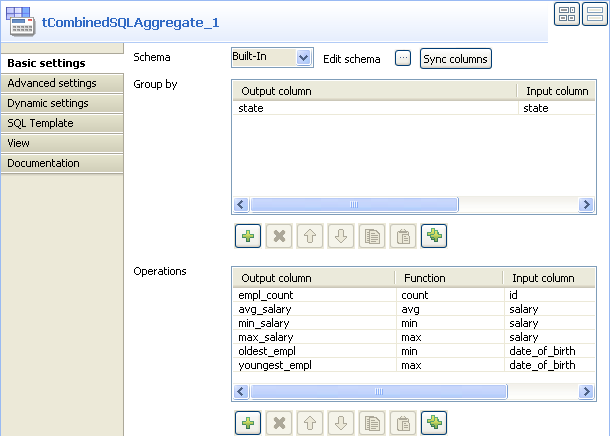 tCombinedSQLAggregate_1
Basic settings
Advanced settings
Dynamic settings
SQL Template
View
Documentation
Schema Built-In Edit schema ... Sync columns
Group by
Output column Input column
state state
Operations
Output column Function Input column
empl_count count id
avg_salary avg salary
min_salary min salary
max_salary max salary
oldest_empl min date_of_birth
youngest_empl max date_of_birth